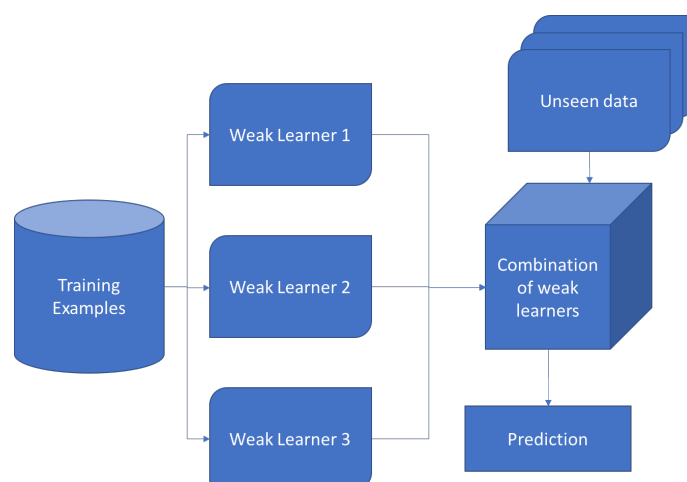 Unseen data
Weak Learner 1
Training
Examples
Weak Learner 2
Combination
of weak
learners
Weak Learner 3
Prediction